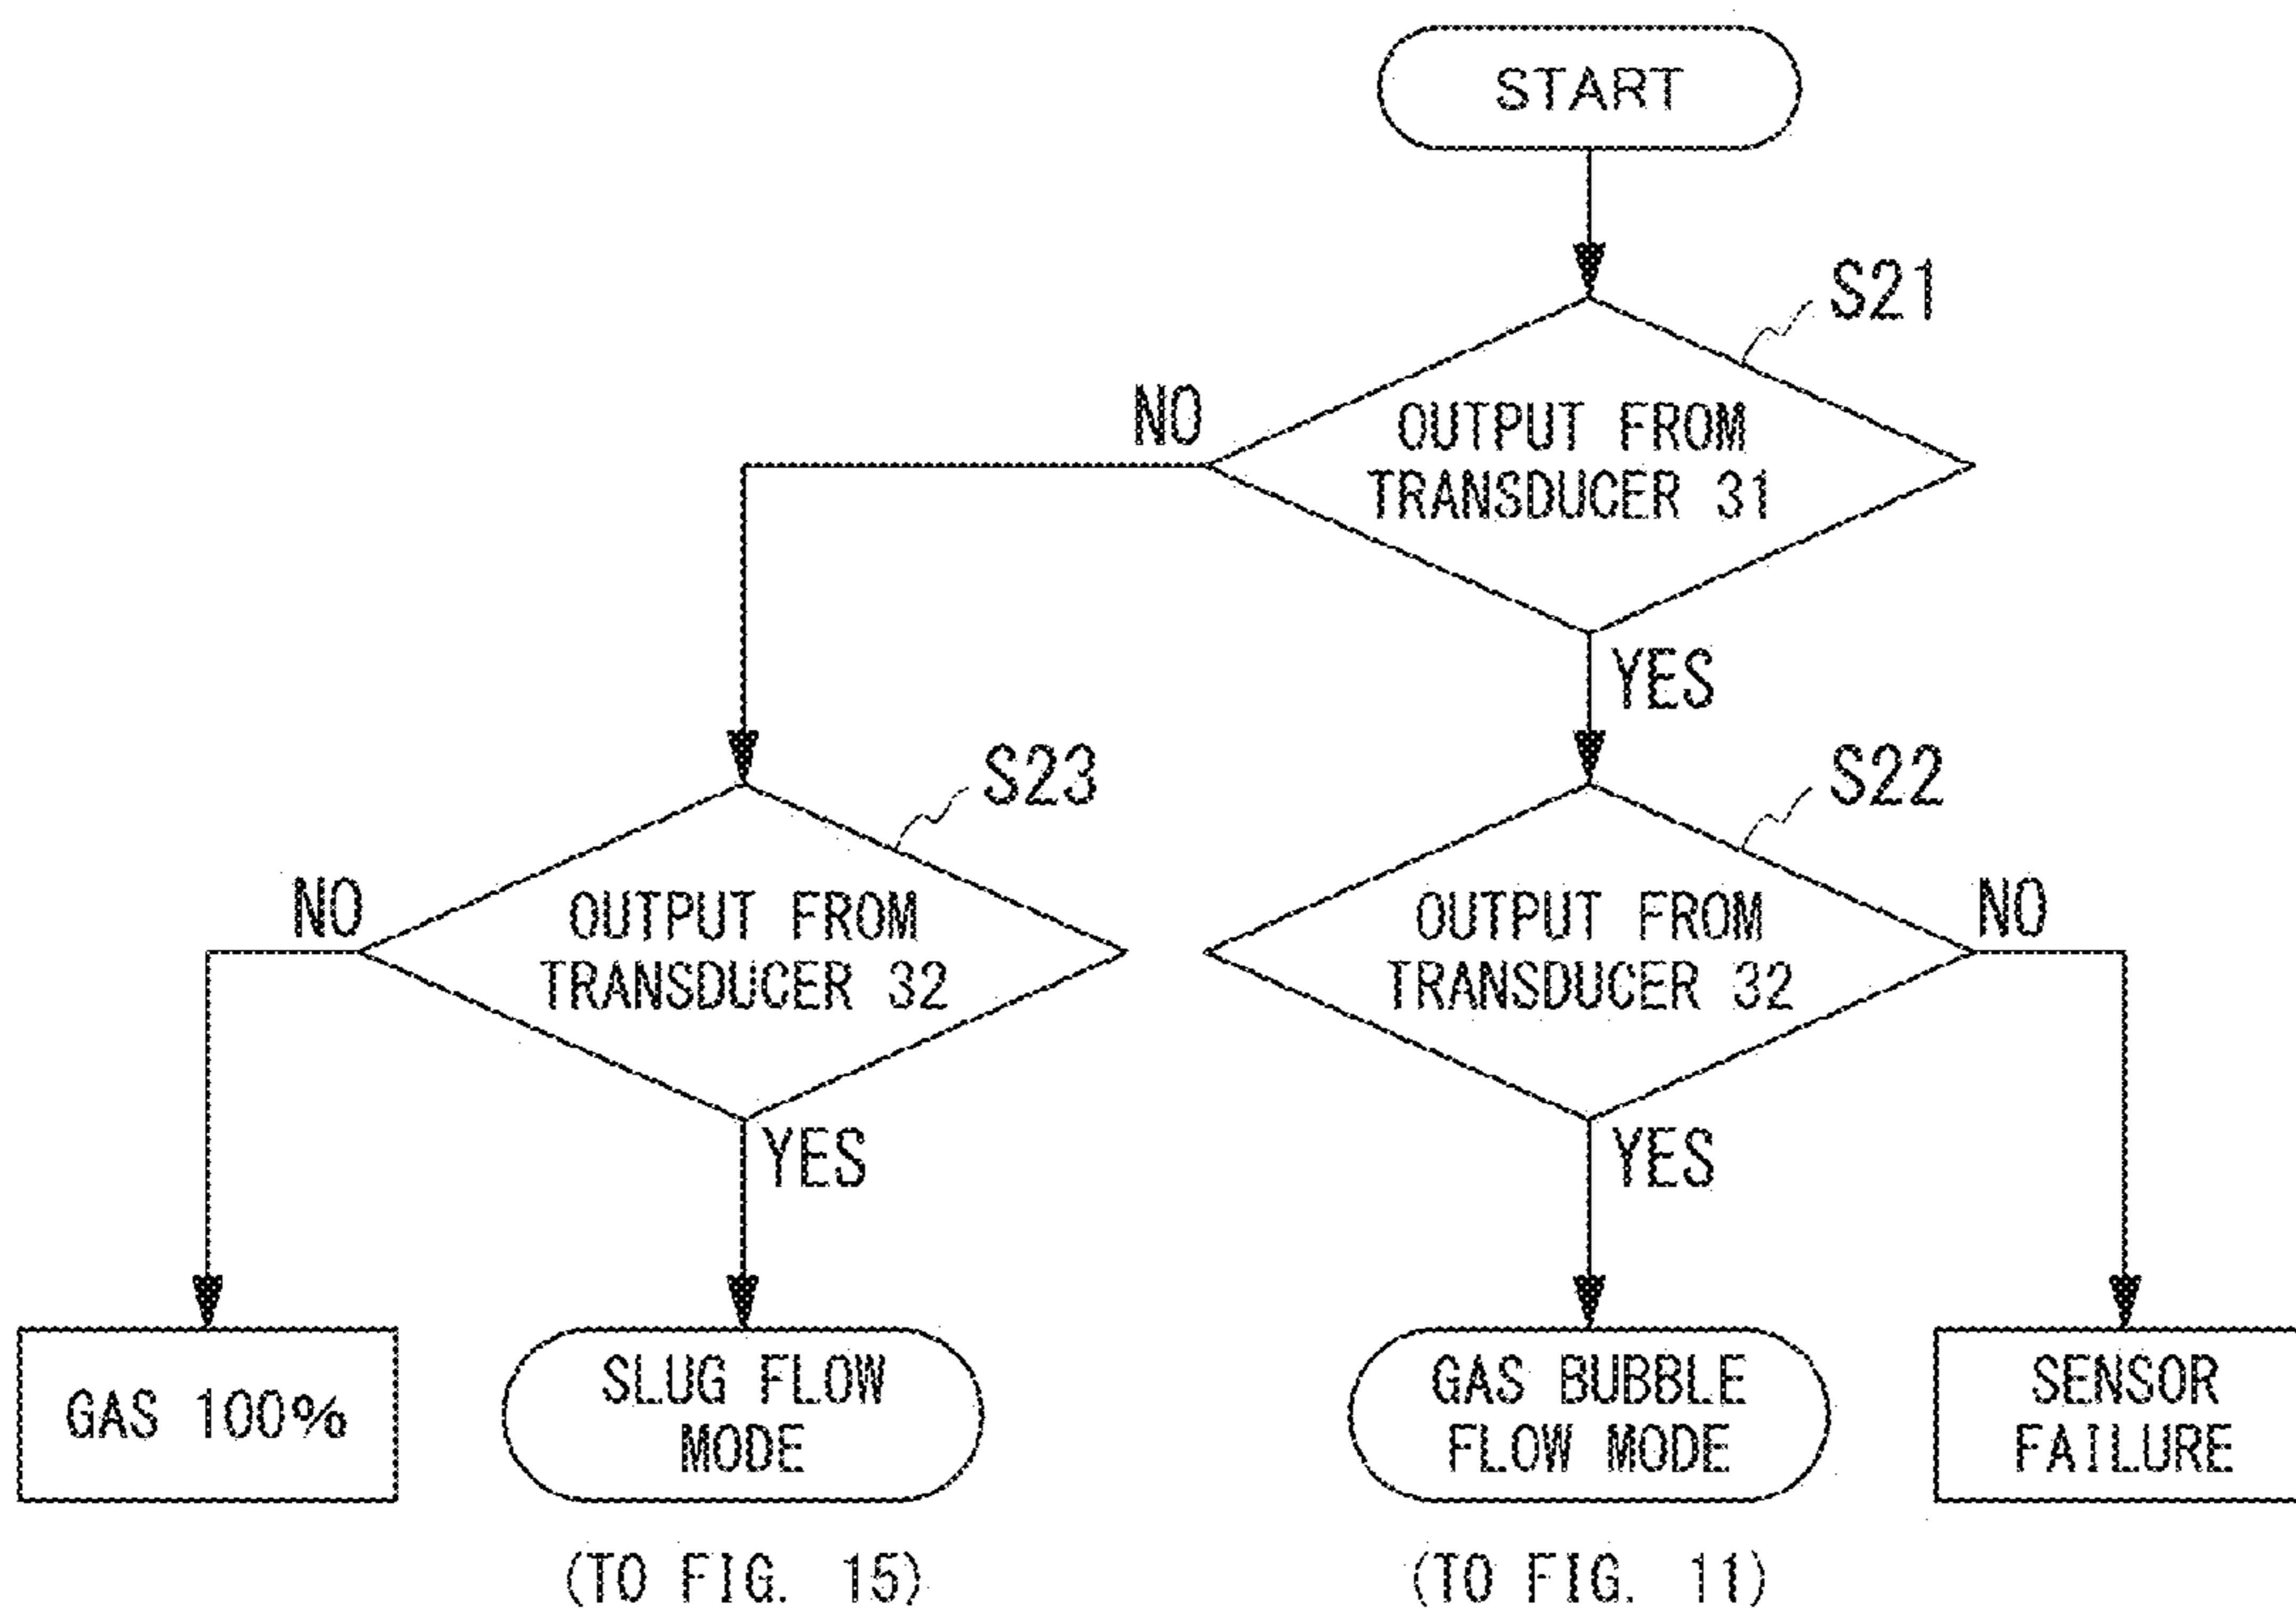 START
S21
NO
OUTPUT FROM
TRANSDUCER 31
YES
S23
S22
NO
OUTPUT FROM
TRANSDUCER 32
OUTPUT FROM
TRANSDUCER 32
NO
YES
YES
GAS 100%
SLUG FLOW
MODE
GAS BUBBLE
FLOW MODE
SENSOR
FAILURE
(TO FIG. 15)
(TO FIG. 11)